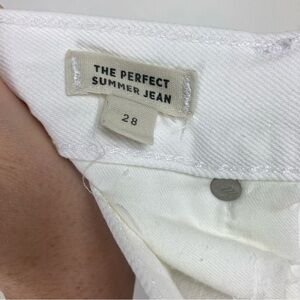 THE PERFECT
SUMMER JEAN
28